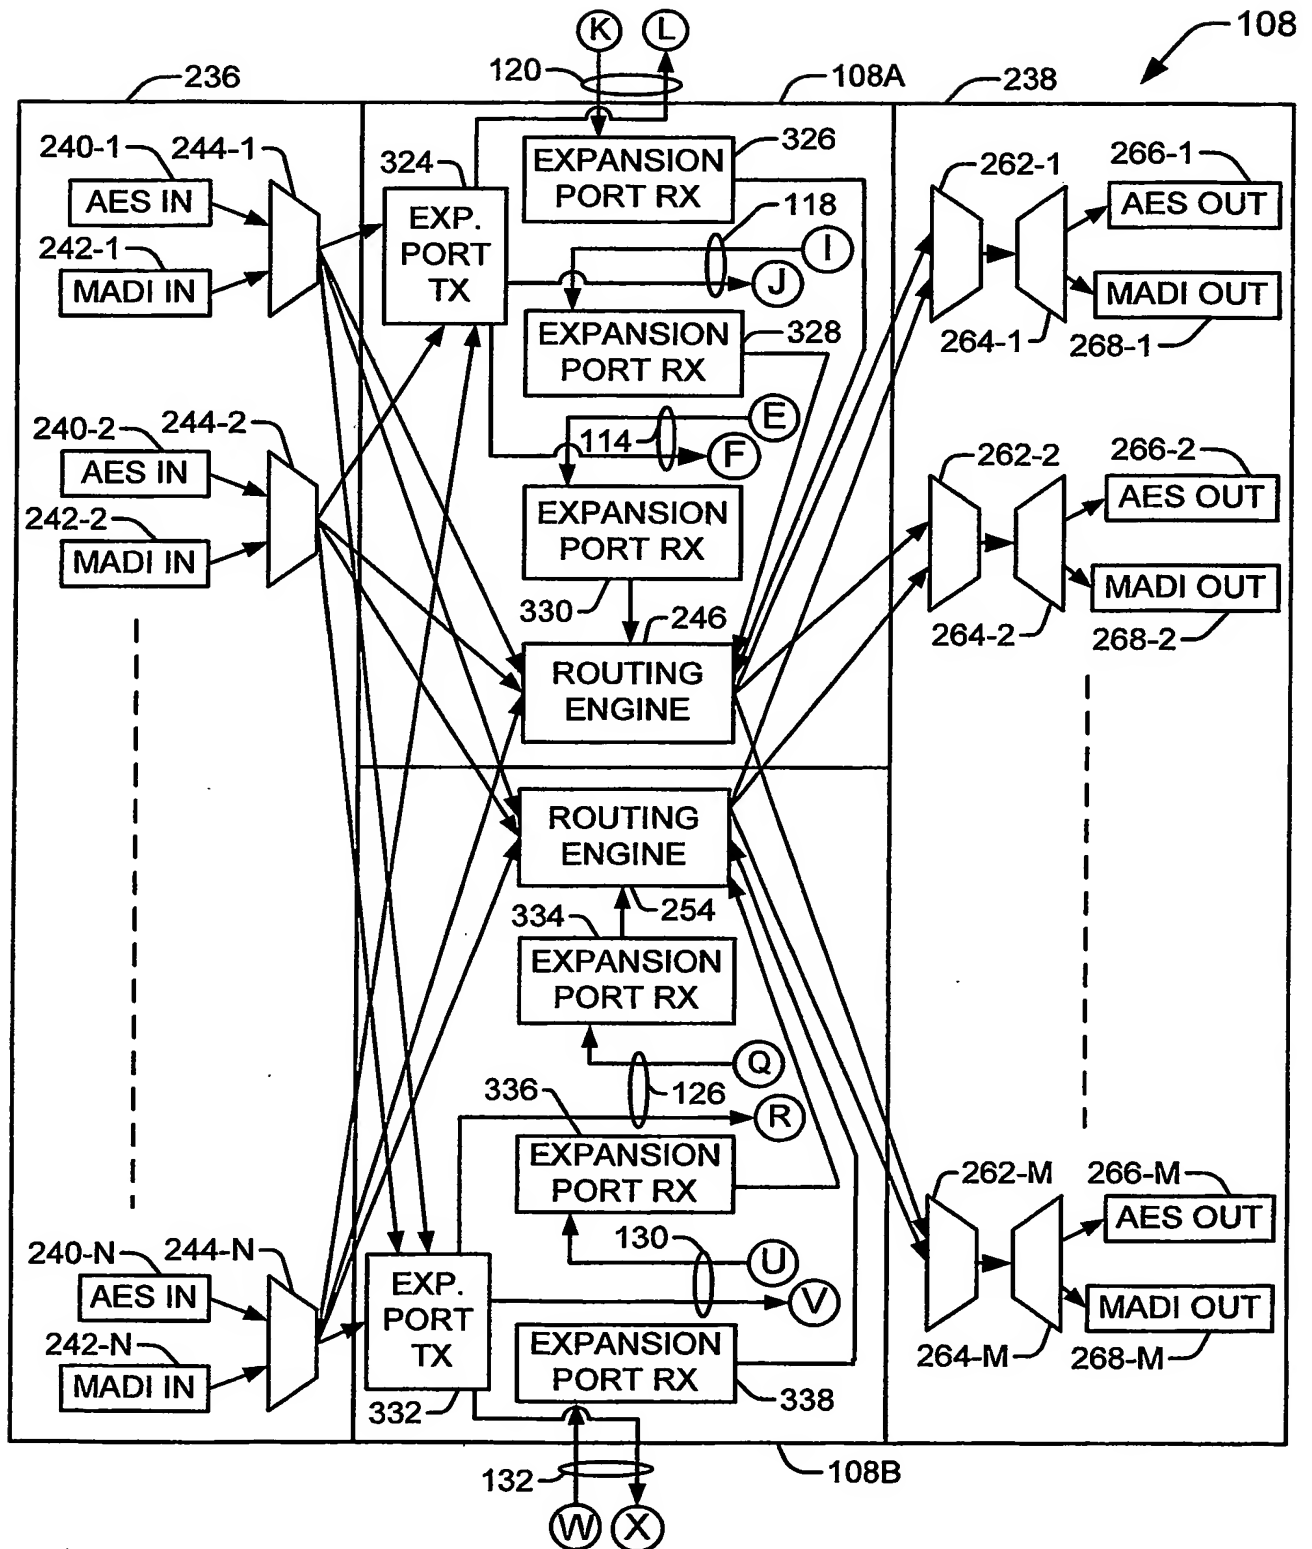 108
K
L
120
236
108A
238
240-1
AES IN
244-1
242-1
MADI IN
324
EXP.
PORT
TX
EXPANSION
PORT RX
326
118
I
J
EXPANSION
PORT RX
328
E
114
F
EXPANSION
PORT RX
330
246
ROUTING
ENGINE
262-1
266-1
AES OUT
MADI OUT
264-1
268-1
240-2
AES IN
244-2
242-2
MADI IN
262-2
266-2
AES OUT
MADI OUT
264-2
268-2
ROUTING
ENGINE
254
334
EXPANSION
PORT RX
Q
126
336
R
EXPANSION
PORT RX
130
U
V
EXP.
PORT
TX
332
EXPANSION
PORT RX
338
240-N
AES IN
244-N
242-N
MADI IN
262-M
266-M
AES OUT
MADI OUT
264-M
268-M
108B
132
W
X